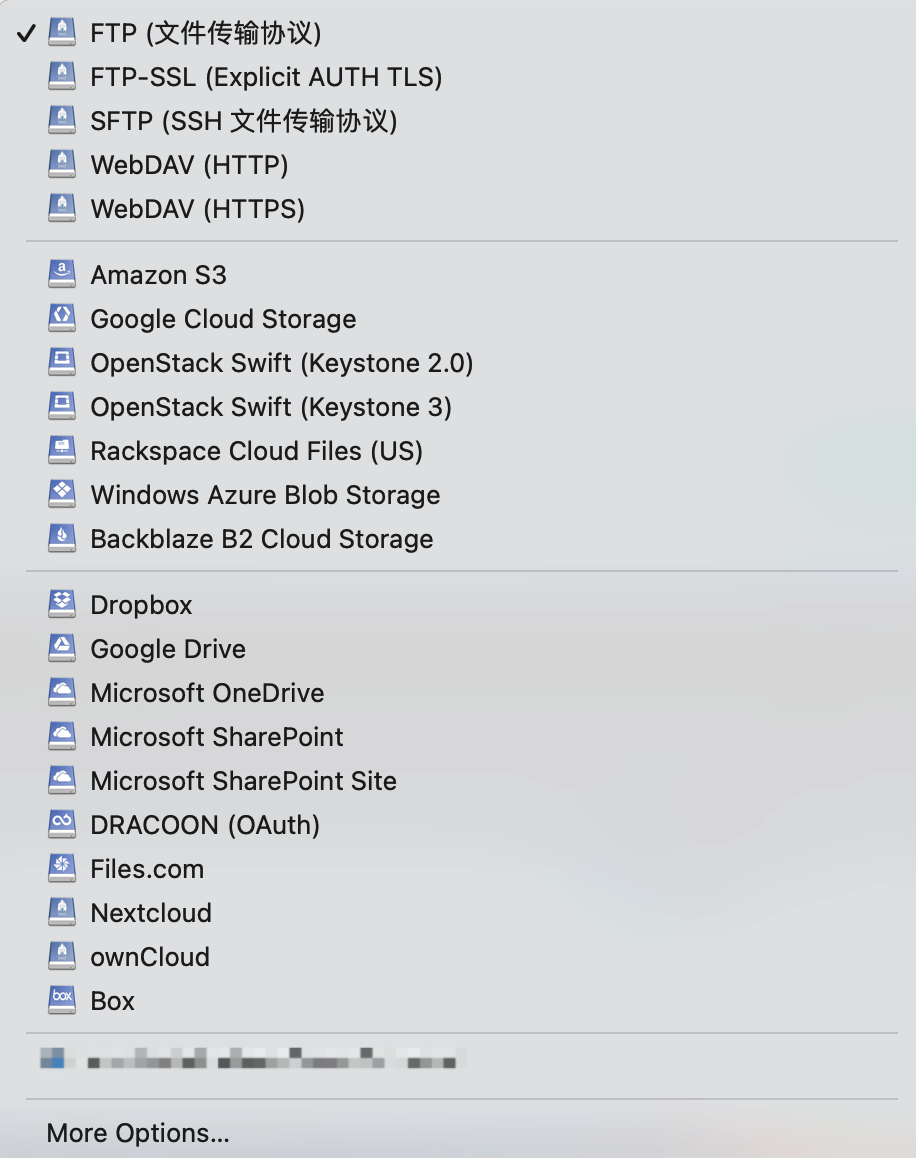 FTP (文件传输协议)
FTP-SSL (Explicit AUTH TLS)
SFTP (SSH 文件传输协议)
WebDAV (HTTP)
WebDAV (HTTPS)
Amazon S3
Google Cloud Storage
OpenStack Swift (Keystone 2.0)
OpenStack Swift (Keystone 3)
Rackspace Cloud Files (US)
Windows Azure Blob Storage
Backblaze B2 Cloud Storage
Dropbox
Google Drive
Microsoft OneDrive
Microsoft SharePoint
Microsoft SharePoint Site
DRACOON (OAuth)
Files.com
Nextcloud
ownCloud
box Box
More Options...